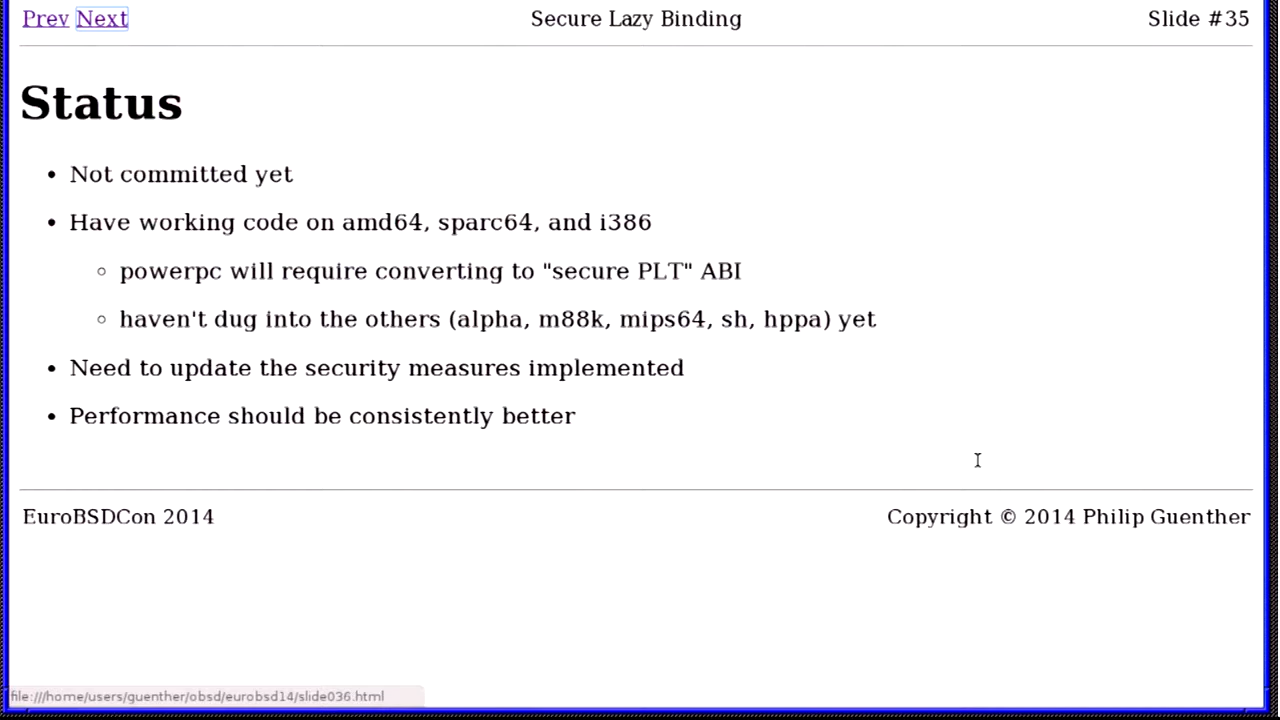 Prev Next Secure Lazy Binding Slide #35
Status
• Not committed yet
• Have working code on amd64, sparc64, and i386
◦ powerpc will require converting to "secure PLT" ABI
◦ haven't dug into the others (alpha, m88k, mips64, sh, hppa) yet
• Need to update the security measures implemented
• Performance should be consistently better
EuroBSDCon 2014 Copyright © 2014 Philip Guenther
file:///home/users/guenther/obsd/eurobsd14/slide036.html